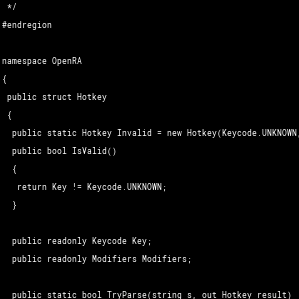 */
#endregion
namespace OpenRA
{
public struct Hotkey
{
public static Hotkey Invalid = new Hotkey(Keycode.UNKNOWN,
public bool IsValid()
{
return Key != Keycode.UNKNOWN;
}
public readonly Keycode Key;
public readonly Modifiers Modifiers;
public static bool TryParse(string s, out Hotkey result)